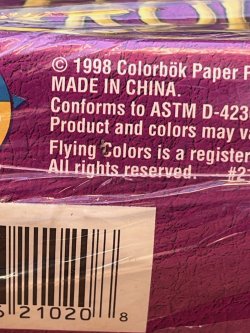 © 1998 Colorbök Paper P
MADE IN CHINA.
Conforms to ASTM D-423
Product and colors may va
Flying Colors is a register
All rights reserved. #2
21020 8